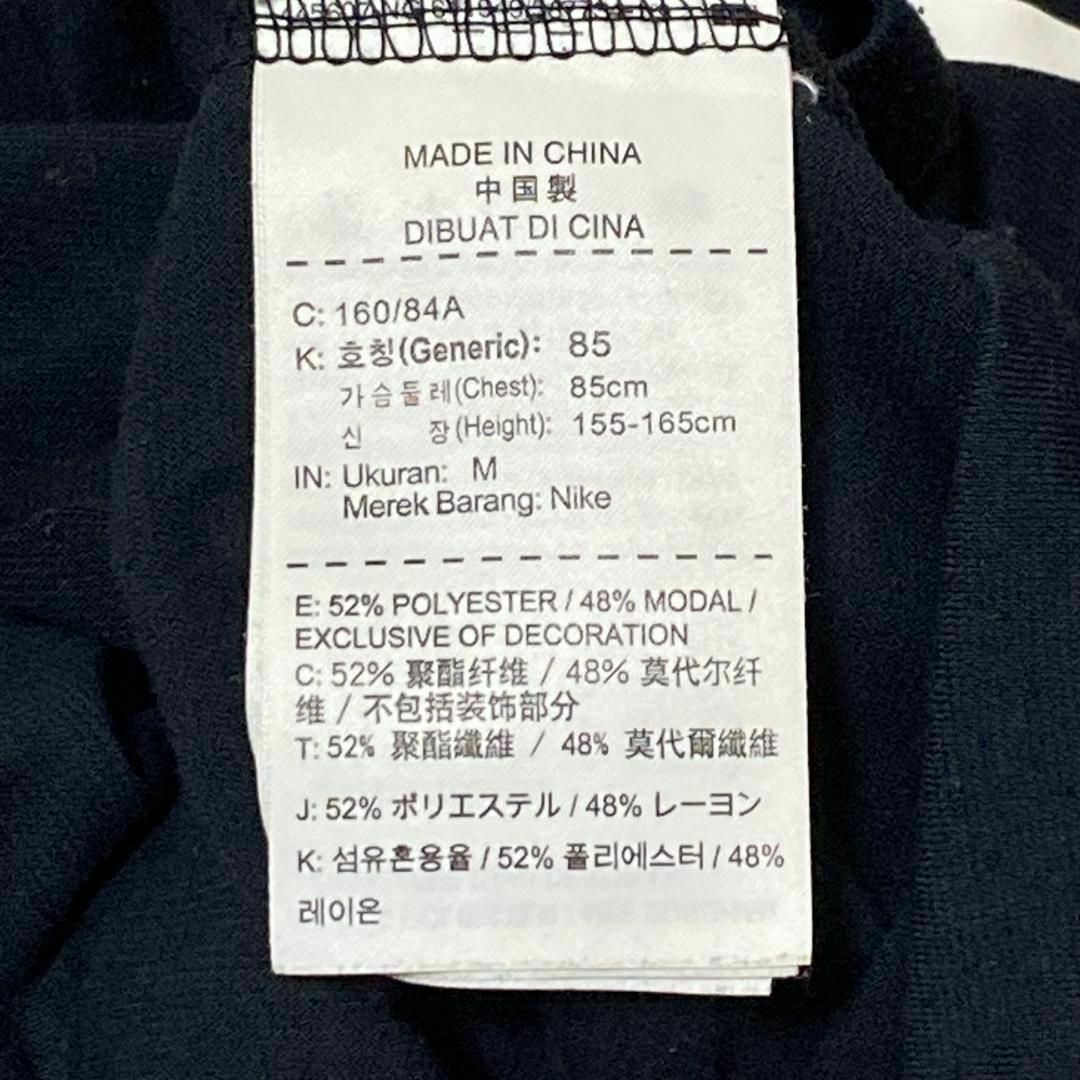 MADE IN CHINA
中国製
DIBUAT DI CINA
C: 160/84A
K: 호칭(Generic): 85
가슴둘레(Chest): 85cm
신 장(Height): 155-165cm
IN: Ukuran: M
Merek Barang: Nike
E: 52% POLYESTER / 48% MODAL /
EXCLUSIVE OF DECORATION
C: 52% 聚酯纤维 / 48% 莫代尔纤
维 / 不包括装饰部分
T: 52% 聚酯纖維 / 48% 莫代爾纖維
J: 52% ポリエステル / 48% レーヨン
K: 섬유혼용율 / 52% 폴리에스터 / 48%
레이온